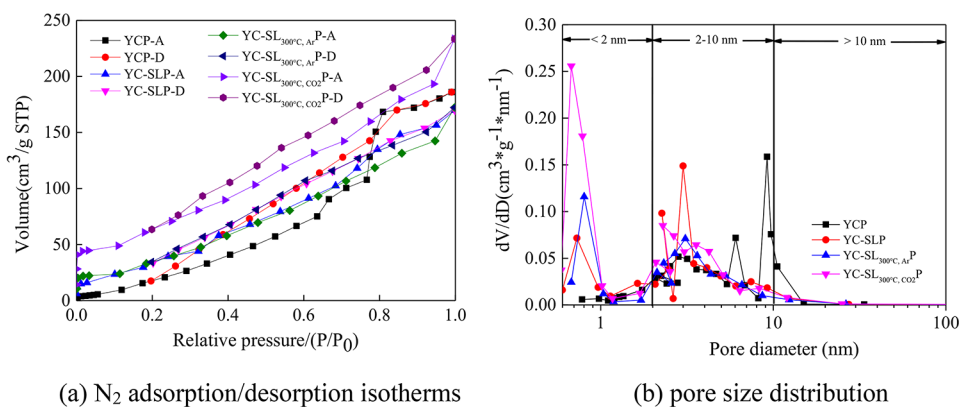 250
200
150
100
50
0
Volume(cm³/g STP)
YCP-A
YCP-D
YC-SLP-A
YC-SLP-D
YC-SL300°C, ArP-A
YC-SL300°C, ArP-D
YC-SL300°C, CO2P-A
YC-SL300°C, CO2P-D
0.0 0.2 0.4 0.6 0.8 1.0
Relative pressure/(P/P0)
(a) N2 adsorption/desorption isotherms
0.30
0.25
0.20
0.15
0.10
0.05
0.00
dV/dD(cm³*g⁻¹*nm⁻¹)
< 2 nm 2-10 nm > 10 nm
YCP
YC-SLP
YC-SL300°C, ArP
YC-SL300°C, CO2P
1 10 100
Pore diameter (nm)
(b) pore size distribution